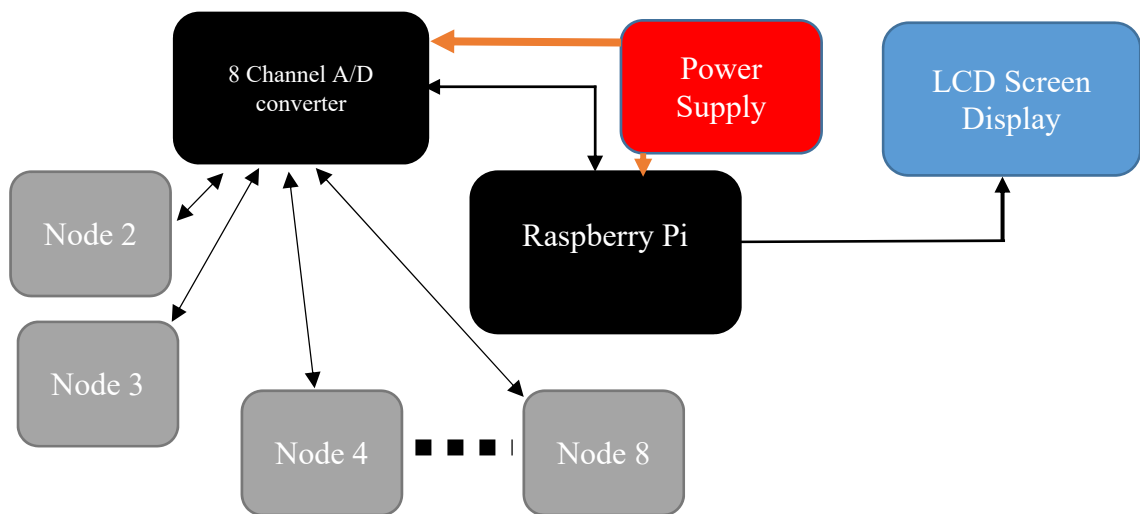 8 Channel A/D
converter
Power
Supply
LCD Screen
Display
Node 2
Raspberry Pi
Node 3
Node 4
Node 8